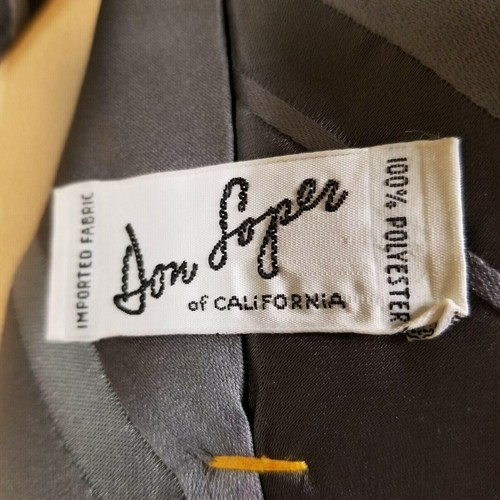 IMPORTED FABRIC
Don Loper
of CALIFORNIA
100% POLYESTER